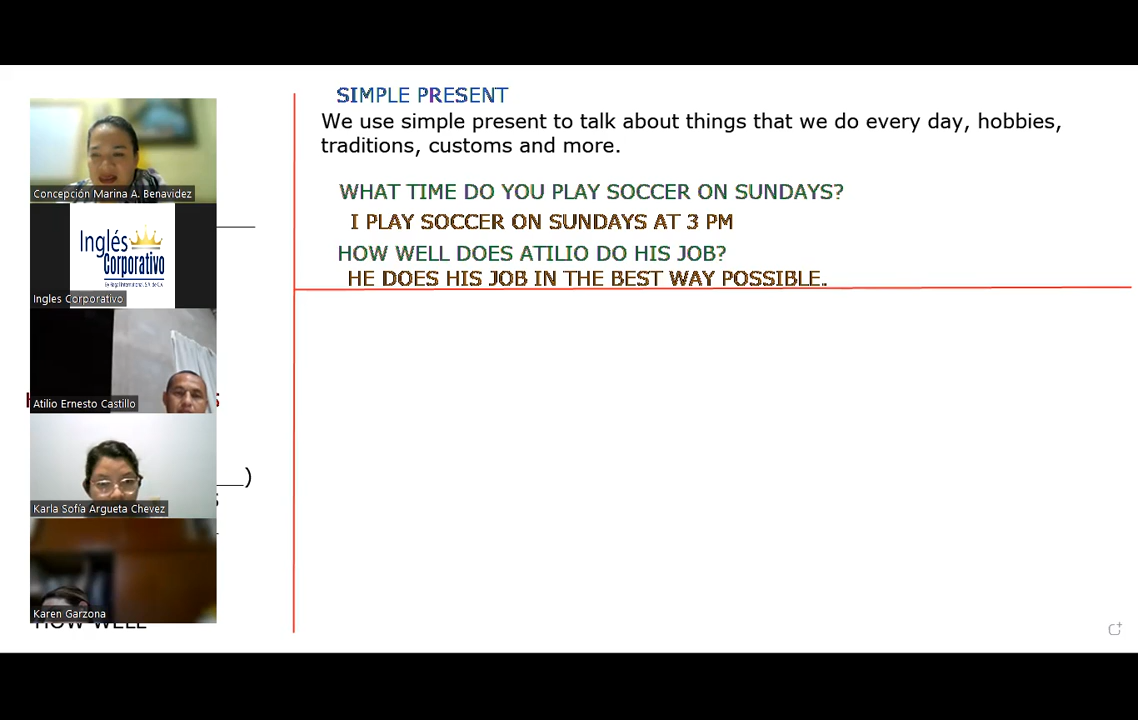 SIMPLE PRESENT
We use simple present to talk about things that we do every day, hobbies,
traditions, customs and more.
WHAT TIME DO YOU PLAY SOCCER ON SUNDAYS?
I PLAY SOCCER ON SUNDAYS AT 3 PM
HOW WELL DOES ATILIO DO HIS JOB?
HE DOES HIS JOB IN THE BEST WAY POSSIBLE.
Concepción Marina A. Benavidez
Inglés
Corporativo
Ingles Corporativo
Atilio Ernesto Castillo
)
Karla Sofía Argueta Chevez
Karen Garzona
HOW WELL